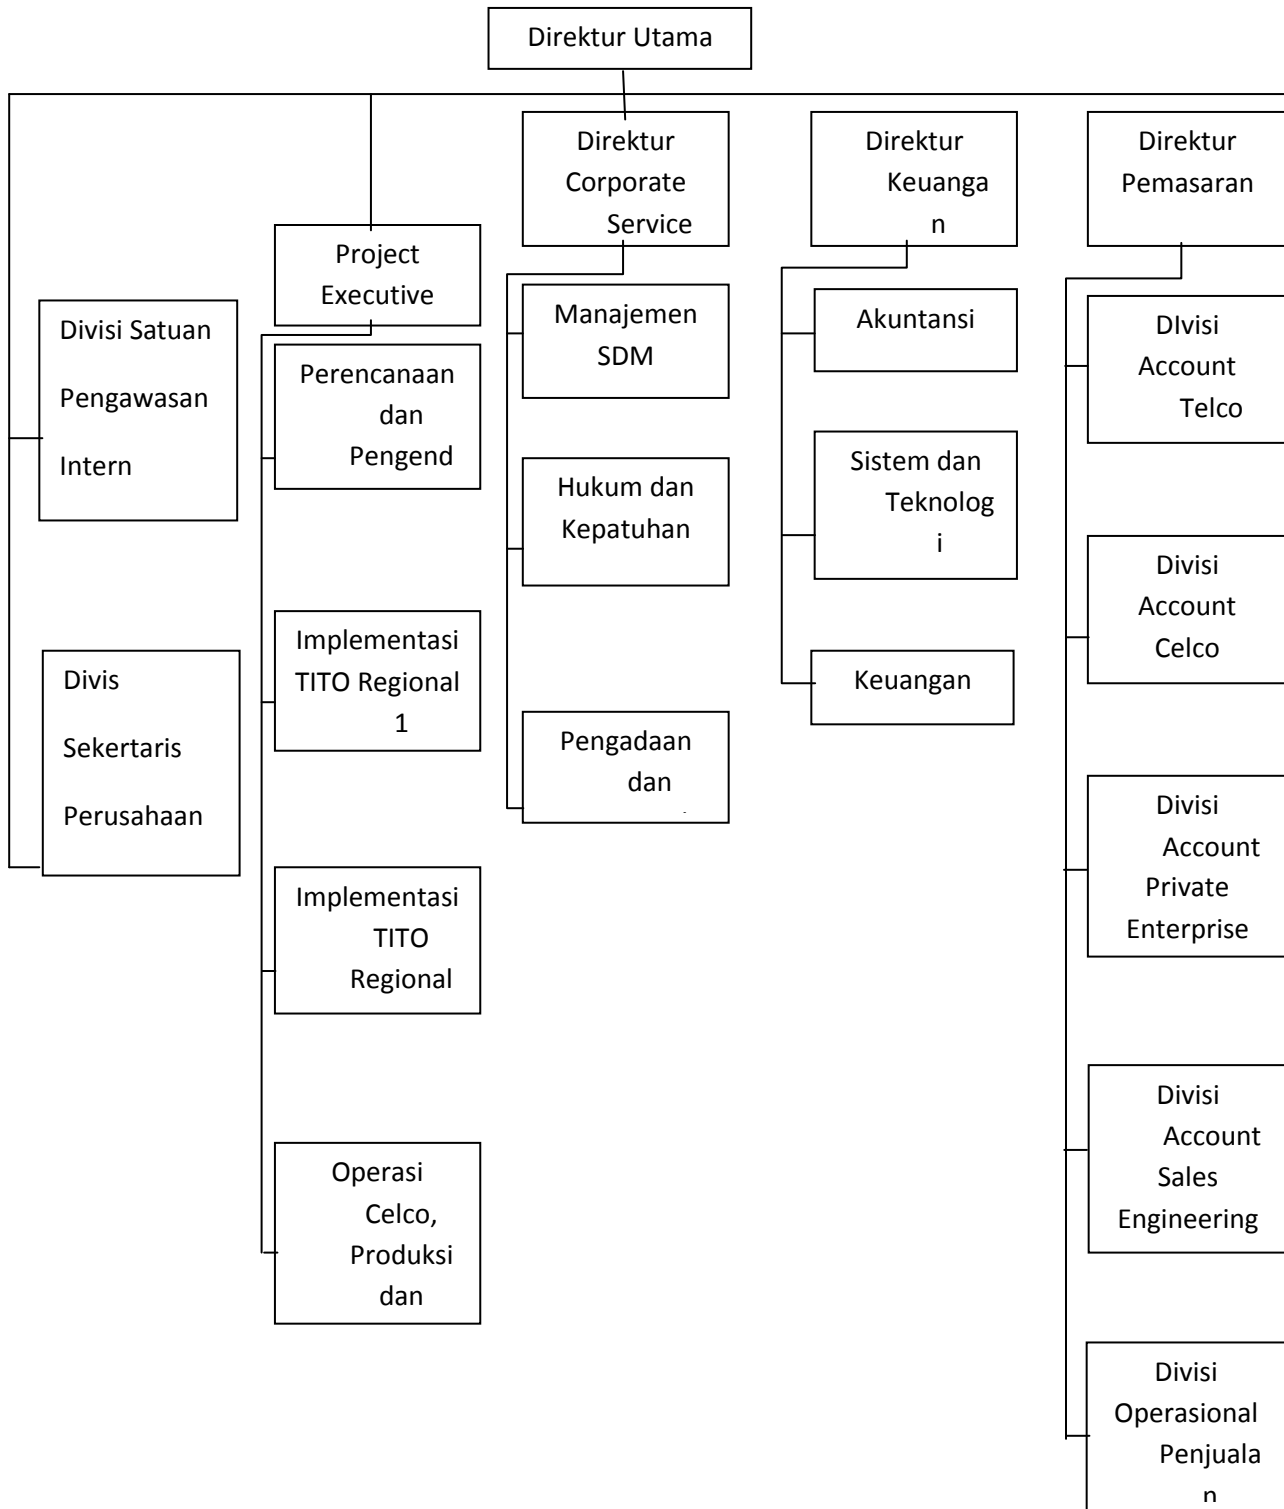 Direktur Utama
Direktur
Corporate
Service
Direktur
Keuanga
n
Direktur
Pemasaran
Project
Executive
Divisi Satuan
Pengawasan
Intern
Divis
Sekertaris
Perusahaan
Perencanaan
dan
Pengend
Implementasi
TITO Regional
1
Implementasi
TITO
Regional
Operasi
Celco,
Produksi
dan
Manajemen
SDM
Hukum dan
Kepatuhan
Pengadaan
dan
Akuntansi
Sistem dan
Teknolog
i
Keuangan
DIvisi
Account
Telco
Divisi
Account
Celco
Divisi
Account
Private
Enterprise
Divisi
Account
Sales
Engineering
Divisi
Operasional
Penjuala
n